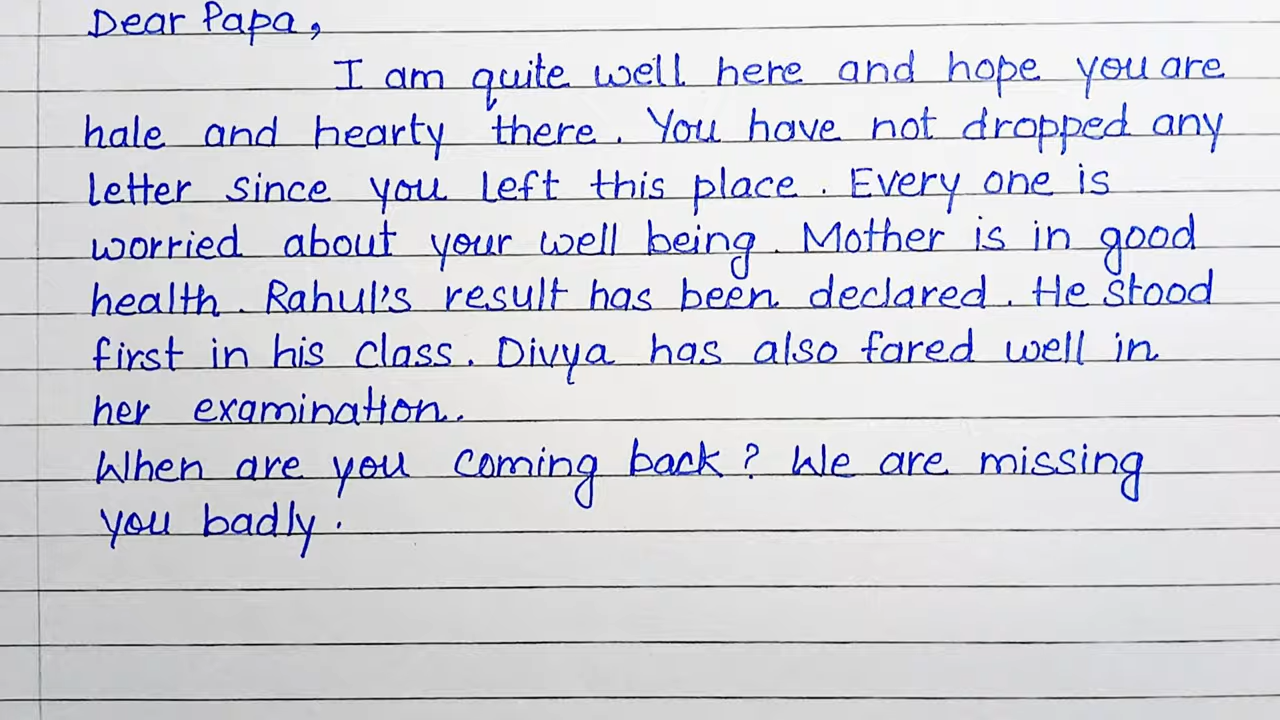 Dear Papa,
I am quite well here and hope you are
hale and hearty there. You have not dropped any
letter since you left this place. Every one is
worried about your well being. Mother is in good
health. Rahul's result has been declared. He stood
first in his class. Divya has also fared well in
her examination.
When are you coming back? We are missing
you badly.